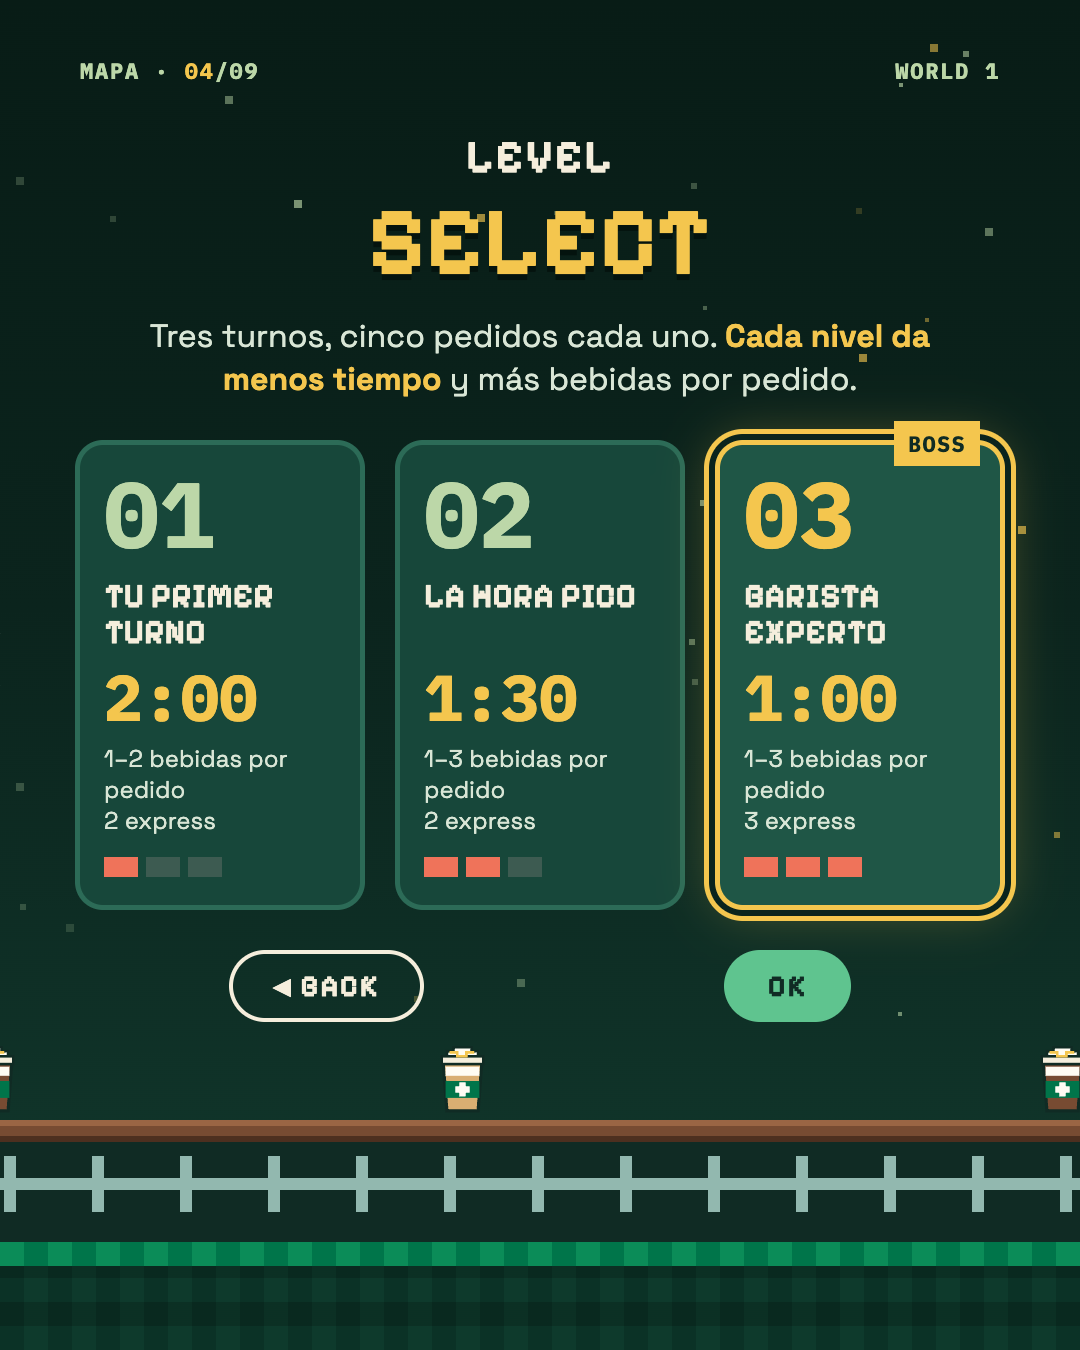 MAPA · 04/09
WORLD 1
LEVEL
SELECT
Tres turnos, cinco pedidos cada uno. Cada nivel da
menos tiempo y más bebidas por pedido.
BOSS
01
TU PRIMER
TURNO
2:00
1–2 bebidas por
pedido
2 express
02
LA HORA PICO
1:30
1–3 bebidas por
pedido
2 express
03
BARISTA
EXPERTO
1:00
1–3 bebidas por
pedido
3 express
◀ BACK
OK